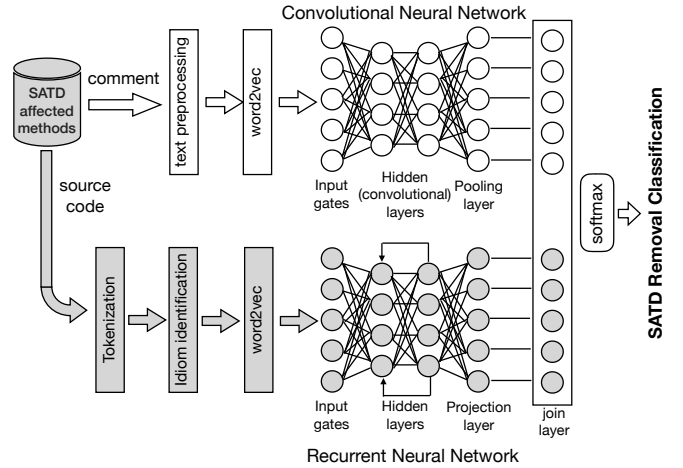 Convolutional Neural Network
SATD
affected
methods
comment
text preprocessing
word2vec
Input
gates
Hidden
(convolutional)
layers
Pooling
layer
source
code
Tokenization
Idiom identification
word2vec
Input
gates
Hidden
layers
Projection
layer
join
layer
softmax
SATD Removal Classification
Recurrent Neural Network